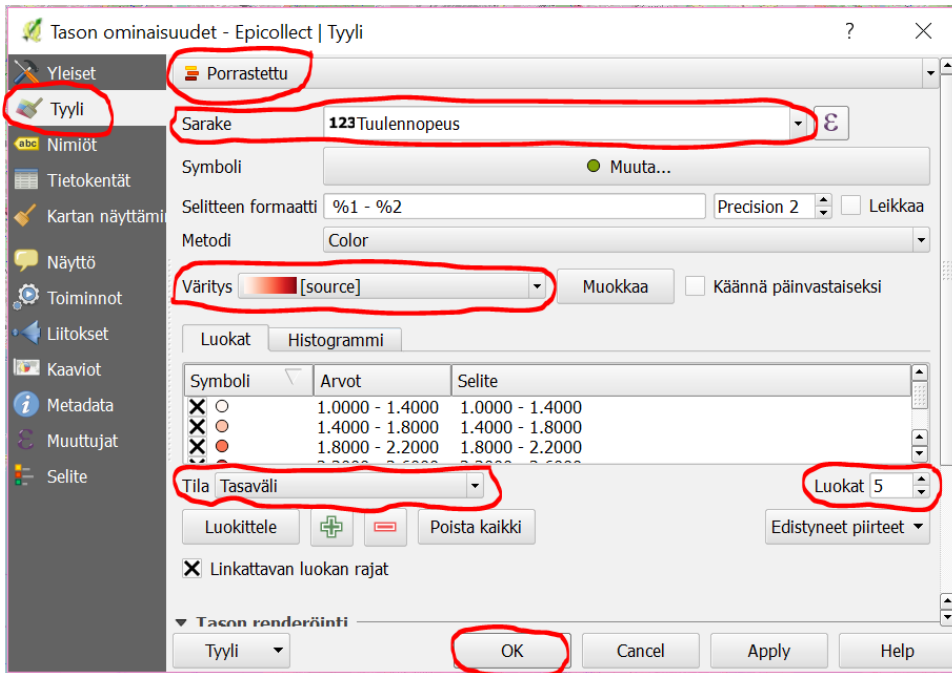 Tason ominaisuudet - Epicollect | Tyyli
Yleiset
Tyyli
abc Nimiöt
Tietokentät
Kartan näyttämi
Näyttö
Toiminnot
Liitokset
Kaaviot
Metadata
Muuttujat
Selite
Porrastettu
Sarake 123 Tuulennopeus ε
Symboli Muuta...
Selitteen formaatti %1 - %2 Precision 2 Leikkaa
Metodi Color
Väritys [source] Muokkaa Käännä päinvastaiseksi
Luokat Histogrammi
Symboli Arvot Selite
1.0000 - 1.4000 1.0000 - 1.4000
1.4000 - 1.8000 1.4000 - 1.8000
1.8000 - 2.2000 1.8000 - 2.2000
Tila Tasaväli Luokat 5
Luokittele Poista kaikki Edistyneet piirteet
Linkattavan luokan rajat
Tason renderöinti
Tyyli OK Cancel Apply Help